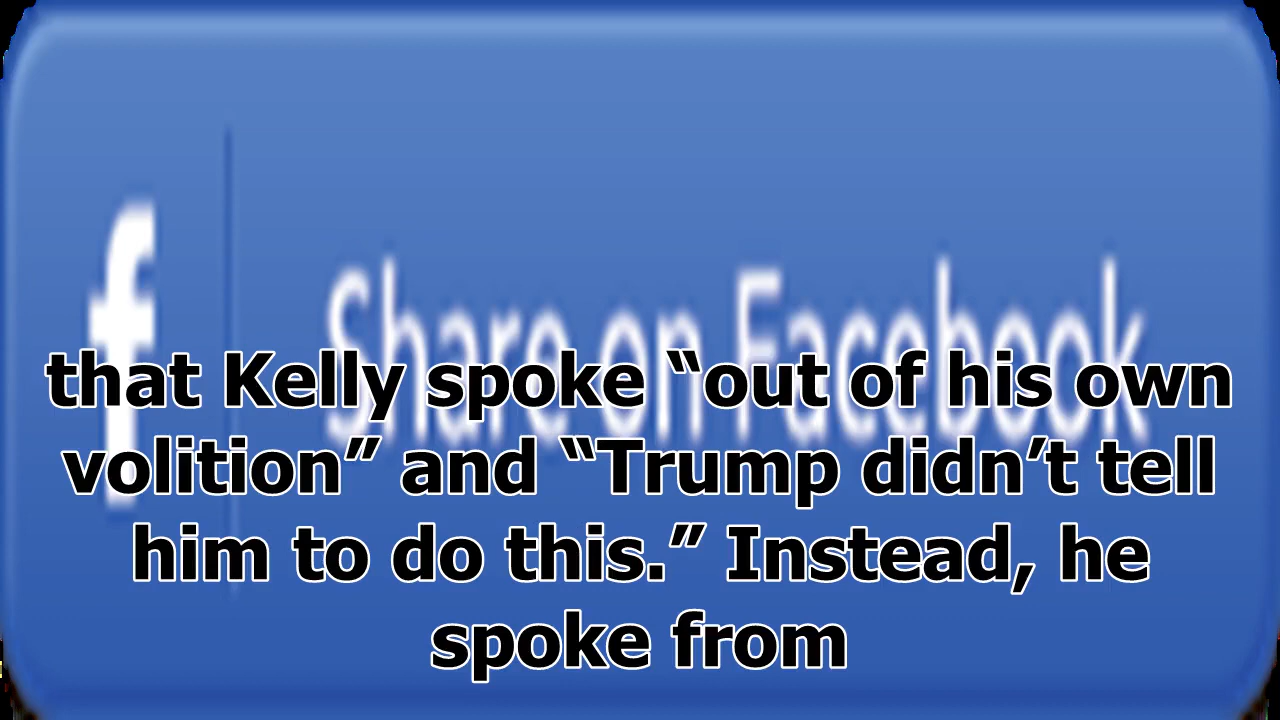 f Share on Facebook
that Kelly spoke “out of his own
volition” and “Trump didn’t tell
him to do this.” Instead, he
spoke from